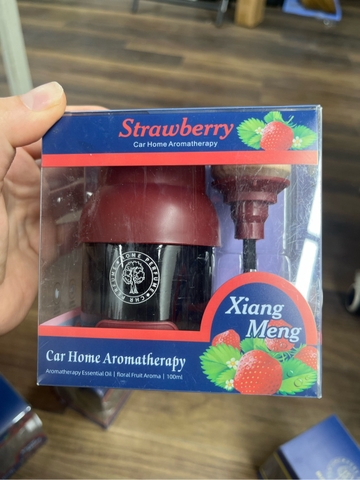 Strawberry
Car Home Aromatherapy
Xiang
Meng
Car Home Aromatherapy
Aromatherapy Essential Oil | floral Fruit Aroma | 100ml